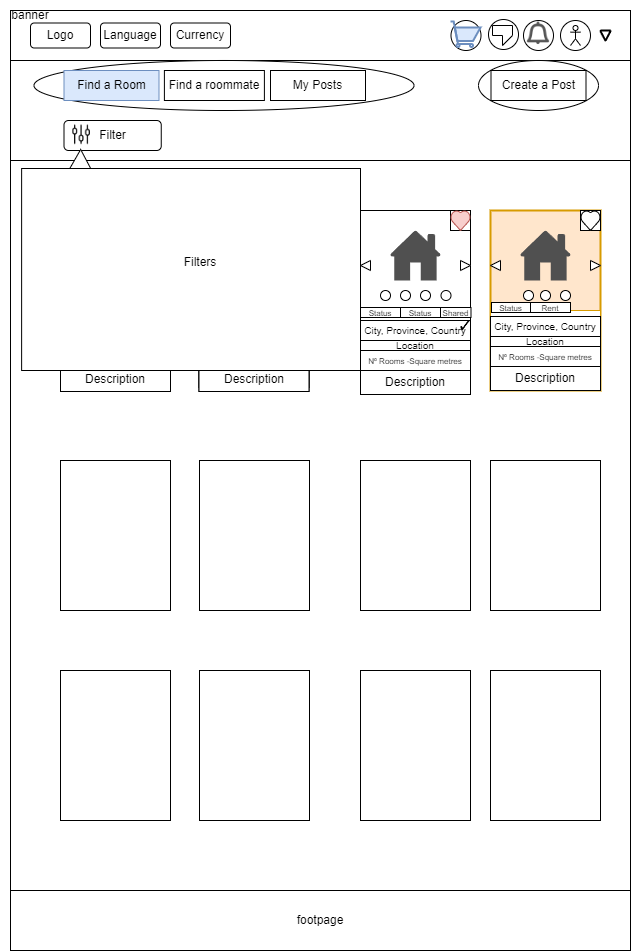 banner
Logo
Language
Currency
Find a Room
Find a roommate
My Posts
Create a Post
Filter
Filters
Status
Status
Shared
City, Province, Country
Location
Nº Rooms -Square metres
Description
Status
Rent
City, Province, Country
Location
Nº Rooms -Square metres
Description
Description
Description
footpage